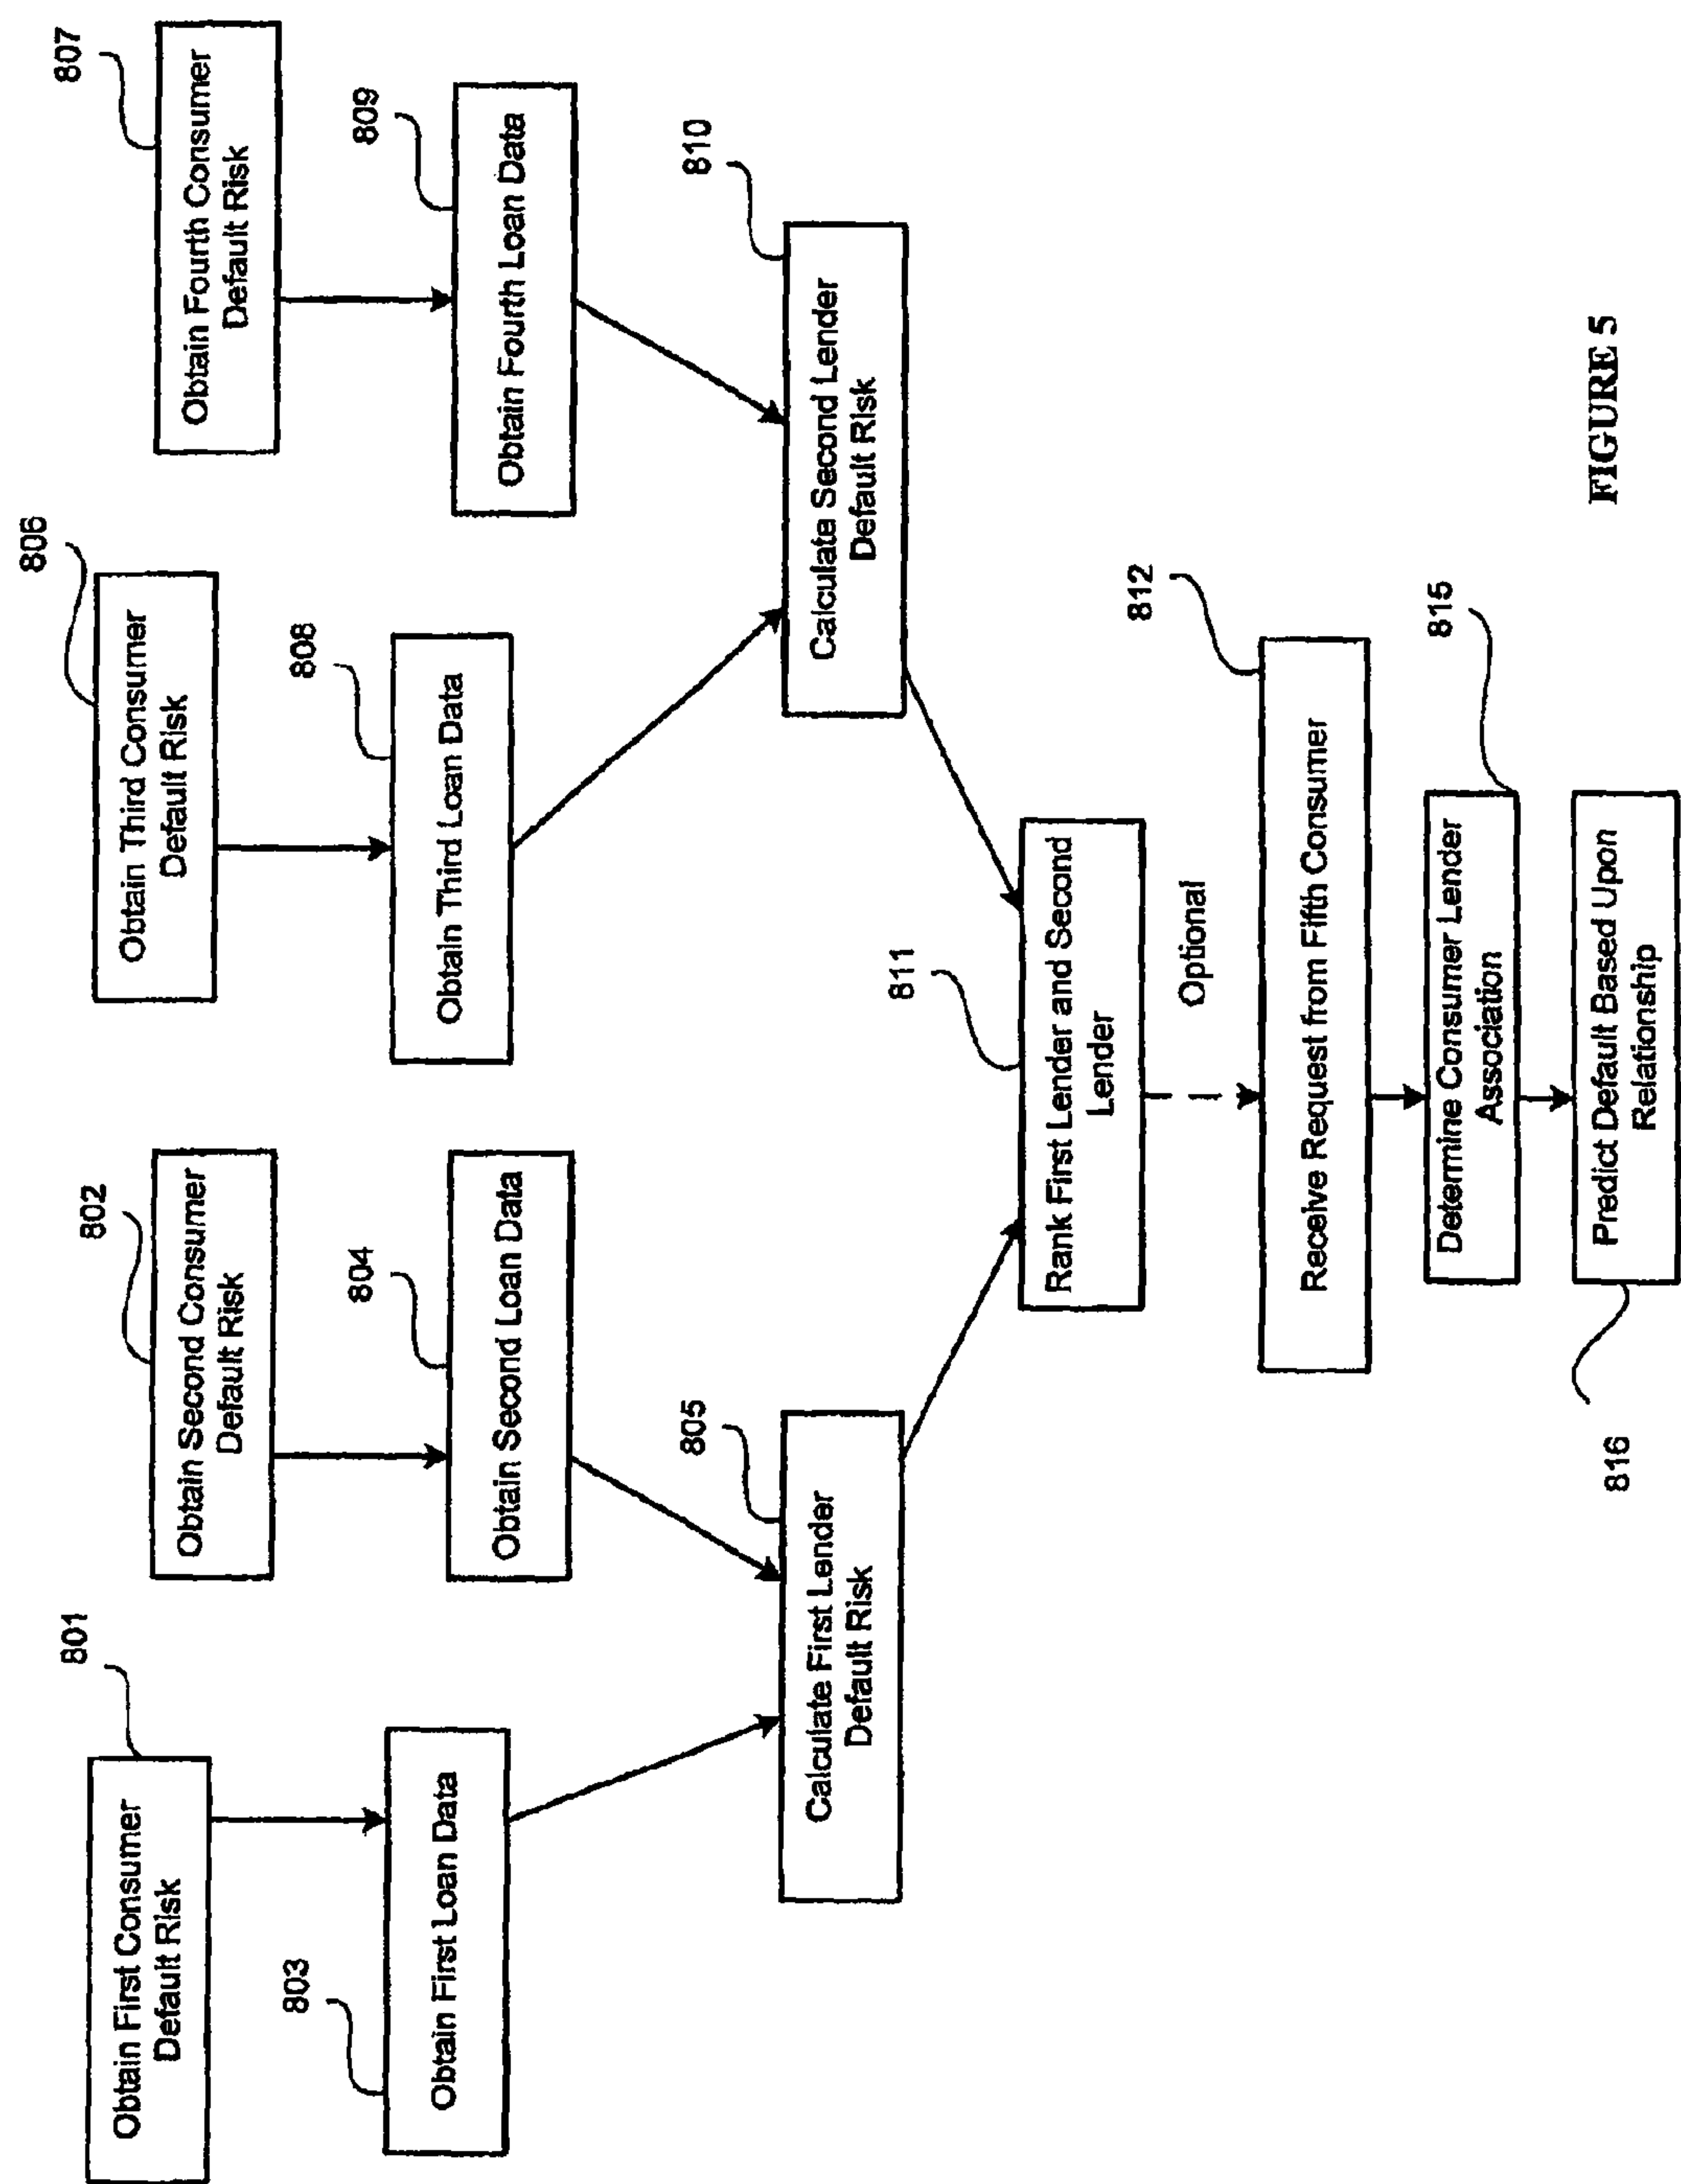 801
Obtain First Consumer
Default Risk
802
Obtain Second Consumer
Default Risk
806
Obtain Third Consumer
Default Risk
807
Obtain Fourth Consumer
Default Risk
803
Obtain First Loan Data
804
Obtain Second Loan Data
808
Obtain Third Loan Data
809
Obtain Fourth Loan Data
805
Calculate First Lender
Default Risk
810
Calculate Second Lender
Default Risk
811
Rank First Lender and Second
Lender
Optional
812
Receive Request from Fifth Consumer
815
Determine Consumer Lender
Association
816
Predict Default Based Upon
Relationship
FIGURE 5